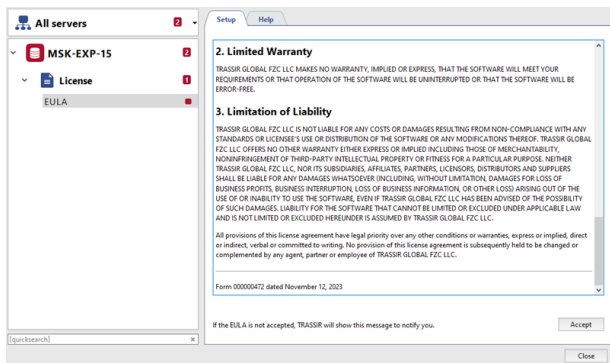 All servers
2
MSK-EXP-15
2
License
1
EULA
[quicksearch]
Setup
Help
2. Limited Warranty
TRASSIR GLOBAL FZC LLC MAKES NO WARRANTY, IMPLIED OR EXPRESS, THAT THE SOFTWARE WILL MEET YOUR
REQUIREMENTS OR THAT OPERATION OF THE SOFTWARE WILL BE UNINTERRUPTED OR THAT THE SOFTWARE WILL BE
ERROR-FREE.
3. Limitation of Liability
TRASSIR GLOBAL FZC LLC IS NOT LIABLE FOR ANY COSTS OR DAMAGES RESULTING FROM NON-COMPLIANCE WITH ANY
STANDARDS OR LICENSEE'S USE OR DISTRIBUTION OF THE SOFTWARE OR ANY MODIFICATIONS THEREOF. TRASSIR GLOBAL
FZC LLC OFFERS NO OTHER WARRANTY EITHER EXPRESS OR IMPLIED INCLUDING THOSE OF MERCHANTABILITY,
NONINFRINGEMENT OF THIRD-PARTY INTELLECTUAL PROPERTY OR FITNESS FOR A PARTICULAR PURPOSE. NEITHER
TRASSIR GLOBAL FZC LLC, NOR ITS SUBSIDIARIES, AFFILIATES, PARTNERS, LICENSORS, DISTRIBUTORS AND SUPPLIERS
SHALL BE LIABLE FOR ANY DAMAGES WHATSOEVER (INCLUDING, WITHOUT LIMITATION, DAMAGES FOR LOSS OF
BUSINESS PROFITS, BUSINESS INTERRUPTION, LOSS OF BUSINESS INFORMATION, OR OTHER LOSS) ARISING OUT OF THE
USE OF OR INABILITY TO USE THE SOFTWARE, EVEN IF TRASSIR GLOBAL FZC LLC HAS BEEN ADVISED OF THE POSSIBILITY
OF SUCH DAMAGES. LIABILITY FOR THE SOFTWARE THAT CANNOT BE LIMITED OR EXCLUDED UNDER APPLICABLE LAW
AND IS NOT LIMITED OR EXCLUDED HEREUNDER IS ASSUMED BY TRASSIR GLOBAL FZC LLC.
All provisions of this license agreement have legal priority over any other conditions or warranties, express or implied, direct
or indirect, verbal or committed to writing. No provision of this license agreement is subsequently held to be changed or
complemented by any agent, partner or employee of TRASSIR GLOBAL FZC LLC.
Form 000000472 dated November 12, 2023
If the EULA is not accepted, TRASSIR will show this message to notify you.
Accept
Close